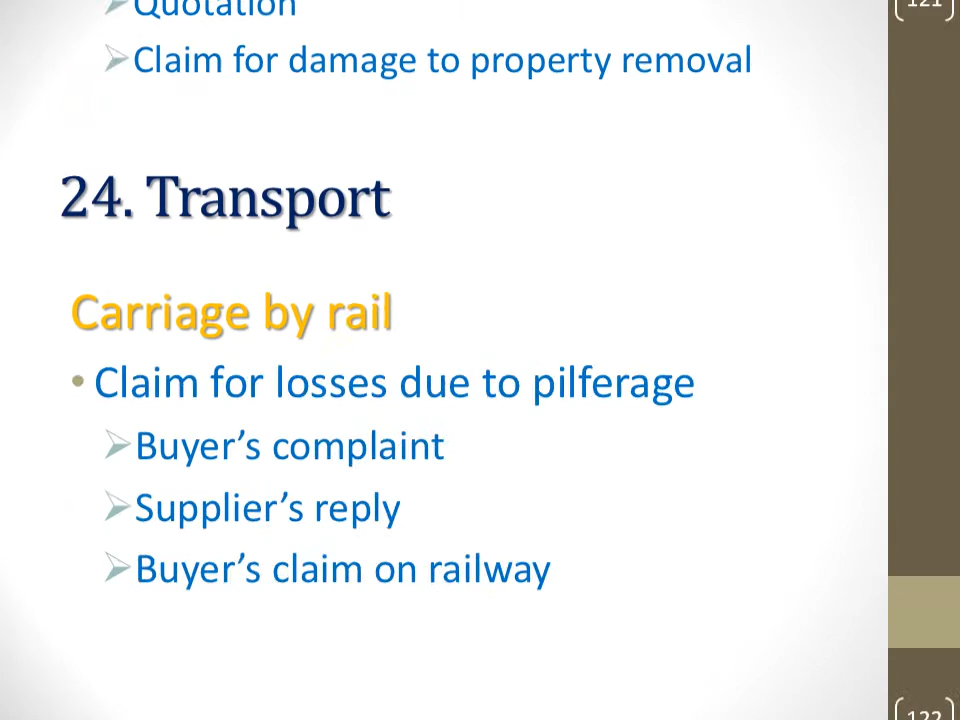 121
Quotation
Claim for damage to property removal
24. Transport
Carriage by rail
• Claim for losses due to pilferage
Buyer’s complaint
Supplier’s reply
Buyer’s claim on railway
122